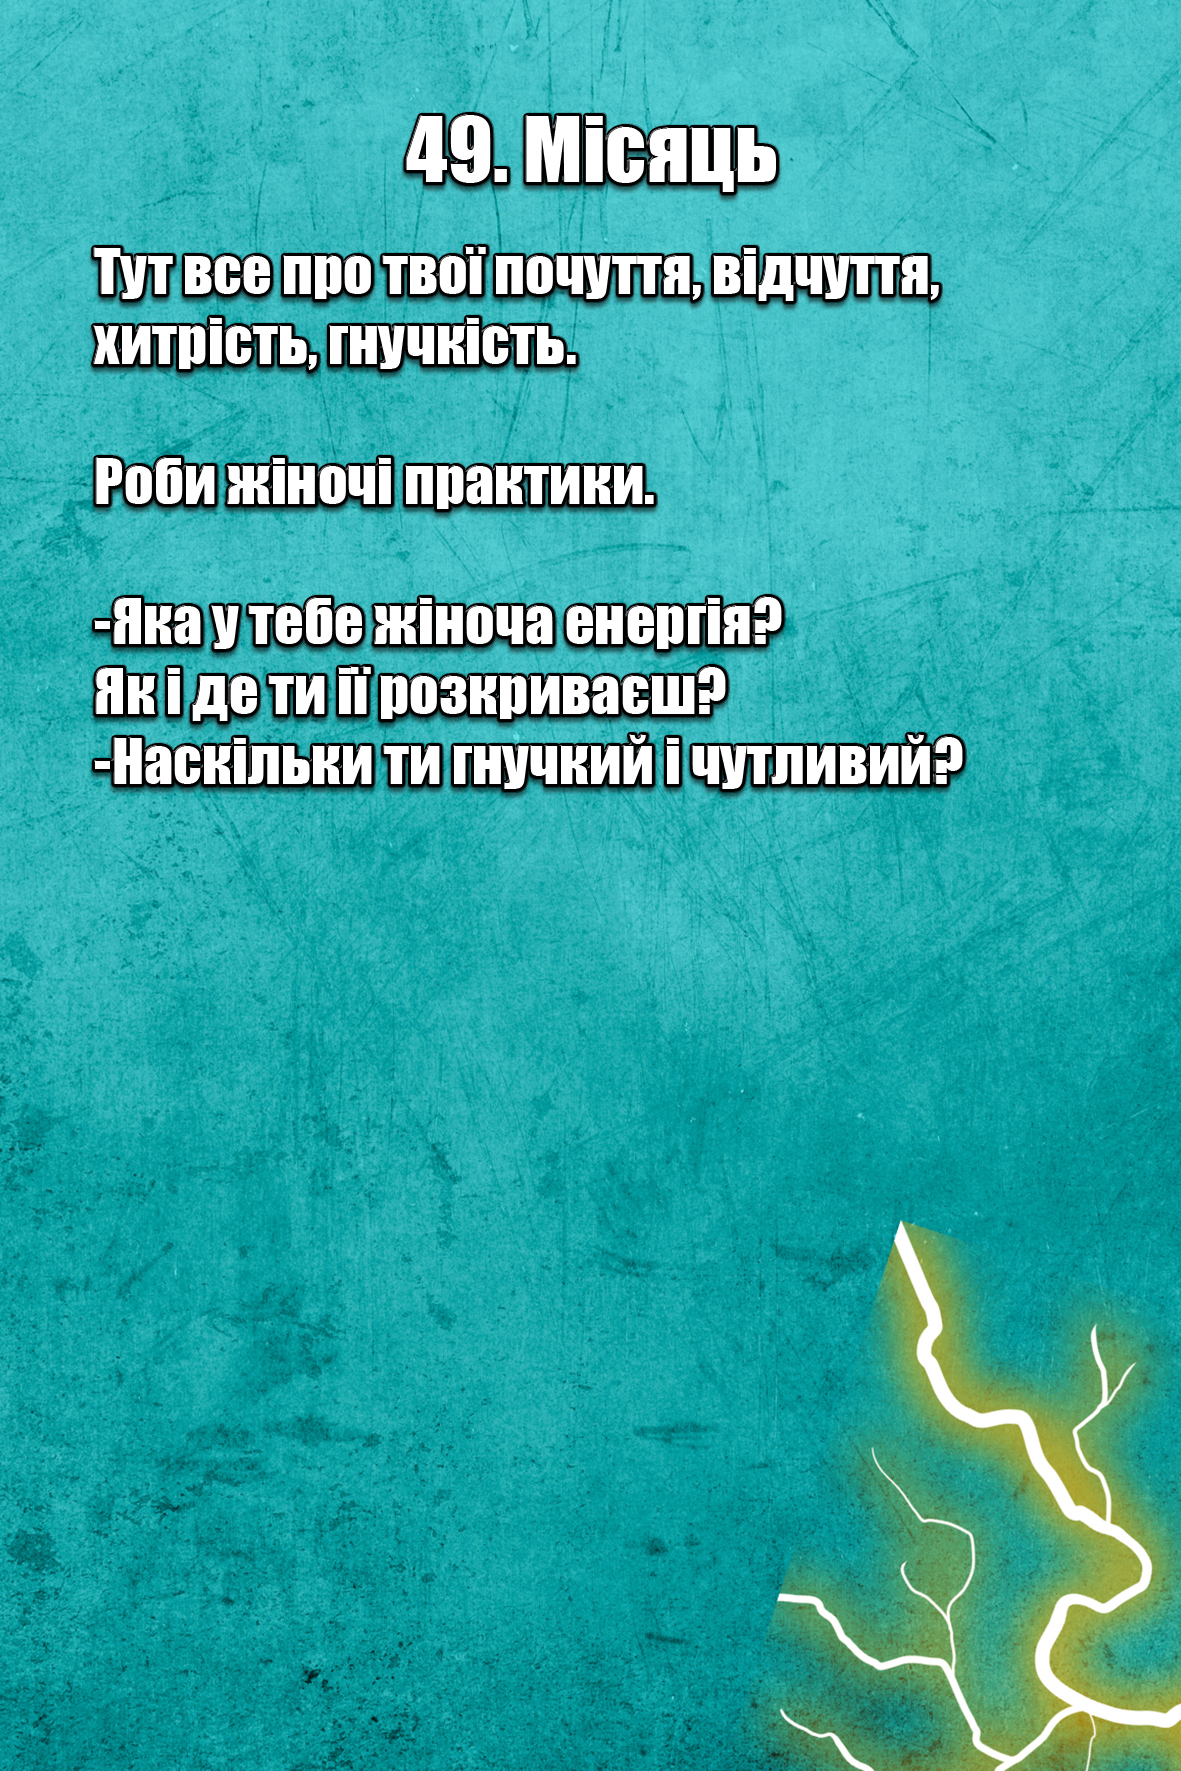 49. Місяць
Тут все про твої почуття, відчуття,
хитрість, гнучкість.
Роби жіночі практики.
-Яка у тебе жіноча енергія?
Як і де ти її розкриваєш?
-Наскільки ти гнучкий і чутливий?